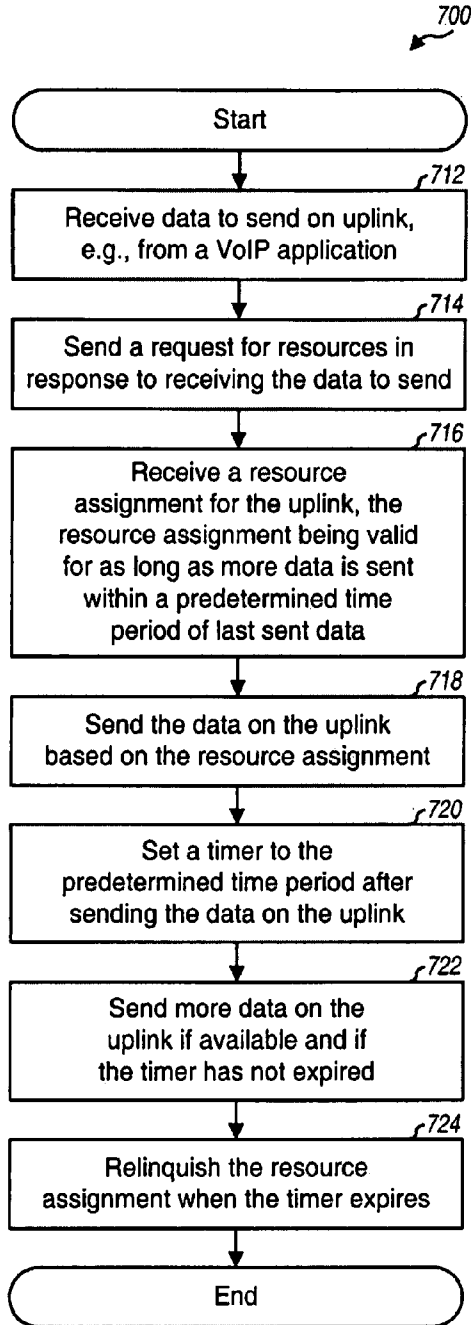 700
Start
712
Receive data to send on uplink,
e.g., from a VoIP application
714
Send a request for resources in
response to receiving the data to send
716
Receive a resource
assignment for the uplink, the
resource assignment being valid
for as long as more data is sent
within a predetermined time
period of last sent data
718
Send the data on the uplink
based on the resource assignment
720
Set a timer to the
predetermined time period after
sending the data on the uplink
722
Send more data on the
uplink if available and if
the timer has not expired
724
Relinquish the resource
assignment when the timer expires
End